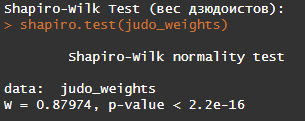 Shapiro-Wilk Test (вес дзюдоистов):
> shapiro.test(judo_weights)
Shapiro-Wilk normality test
data:  judo_weights
W = 0.87974, p-value < 2.2e-16